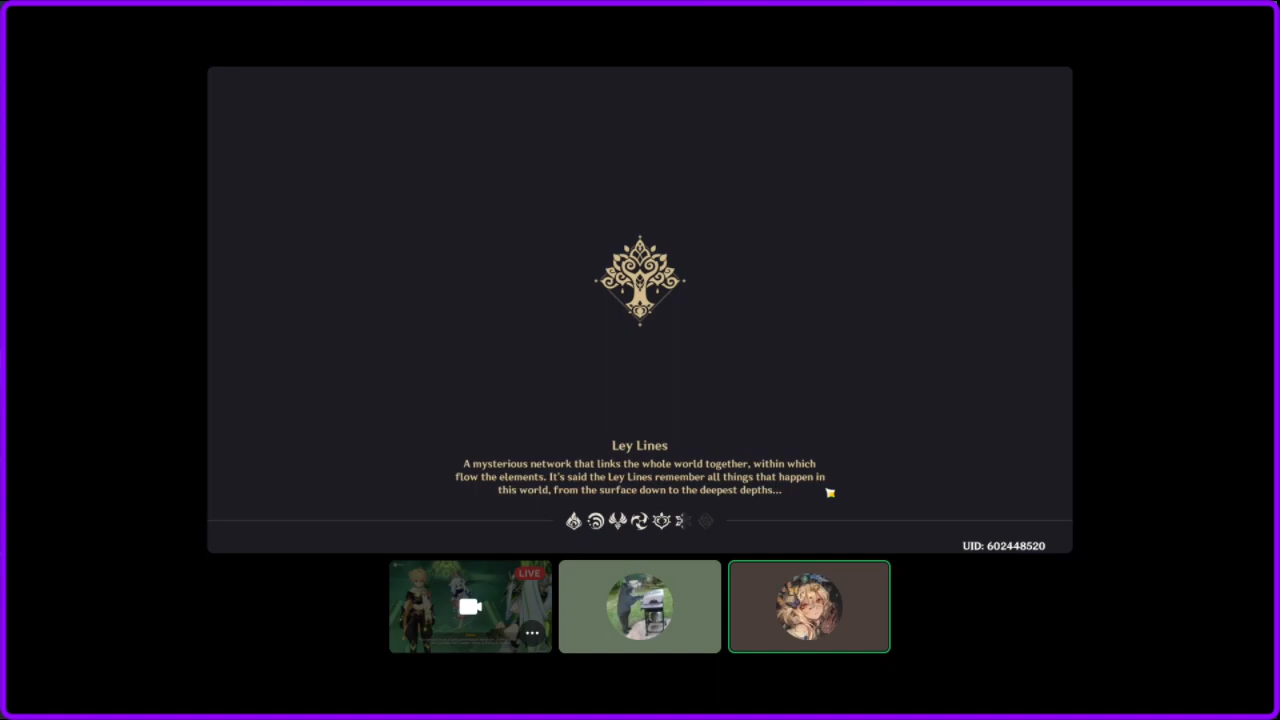 Ley Lines
A mysterious network that links the whole world together, within which
flow the elements. It's said the Ley Lines remember all things that happen in
this world, from the surface down to the deepest depths...
UID: 602448520
LIVE